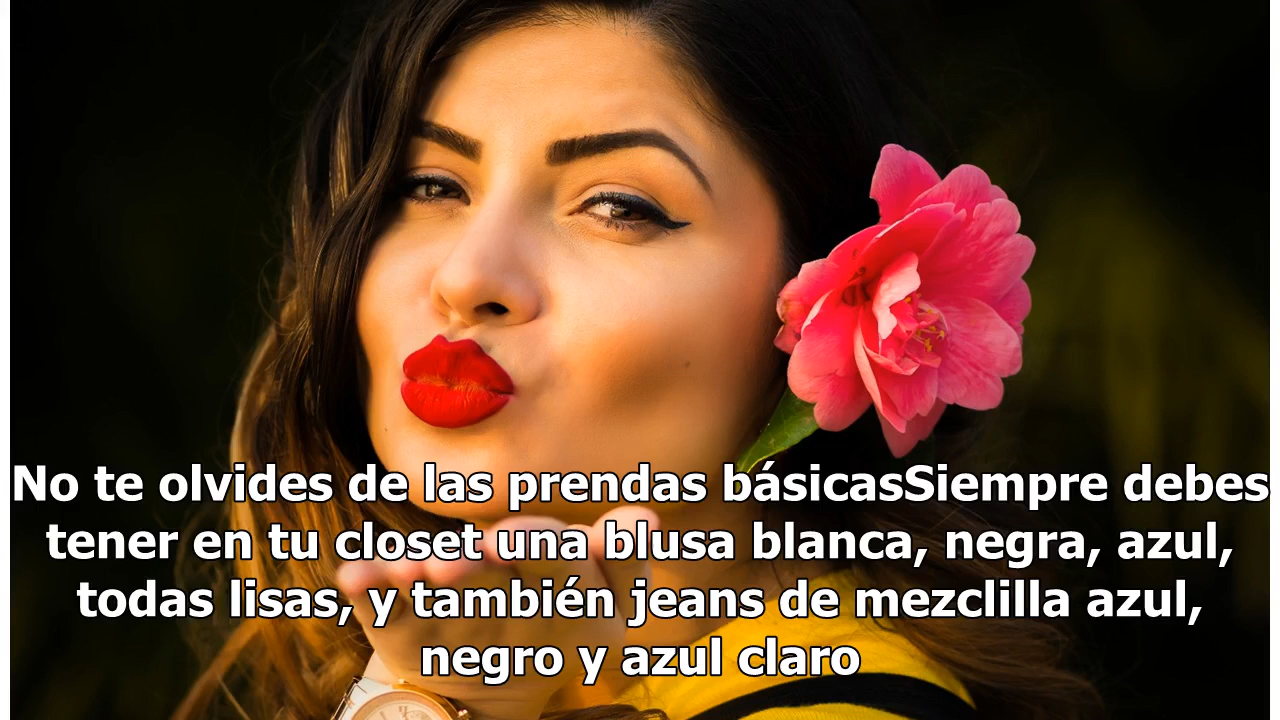 No te olvides de las prendas básicasSiempre debes
tener en tu closet una blusa blanca, negra, azul,
todas lisas, y también jeans de mezclilla azul,
negro y azul claro